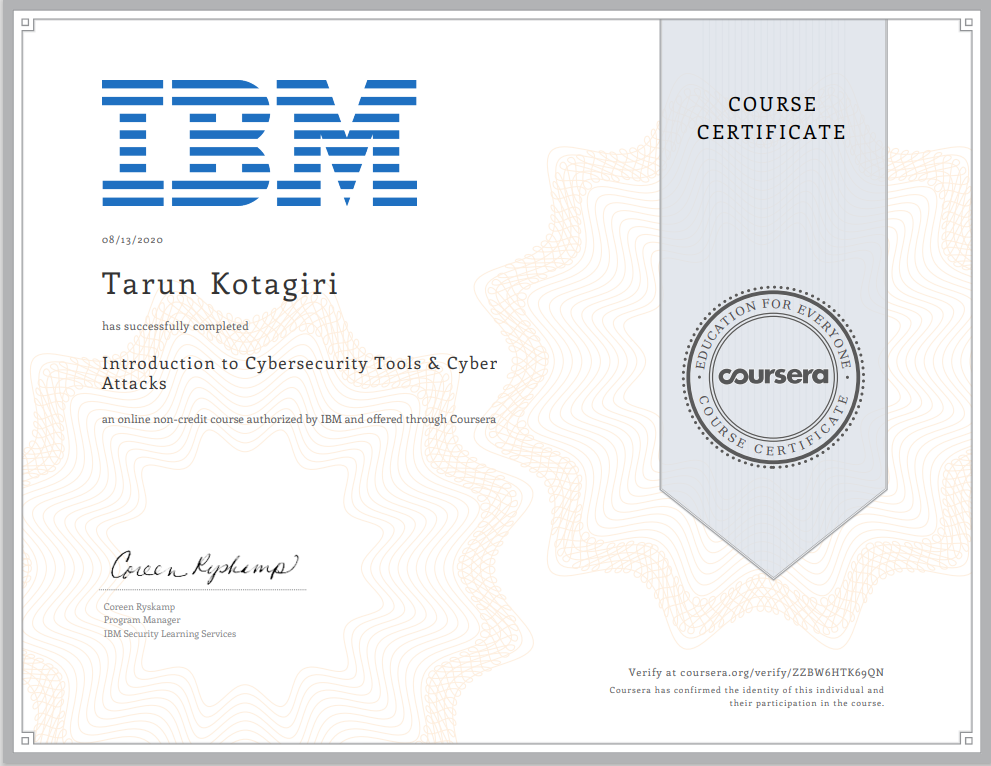 IBM
COURSE
CERTIFICATE
08/13/2020
Tarun Kotagiri
has successfully completed
Introduction to Cybersecurity Tools & Cyber
Attacks
an online non-credit course authorized by IBM and offered through Coursera
EDUCATION FOR EVERYONE
coursera
COURSE CERTIFICATE
Coreen Ryskamp
Coreen Ryskamp
Program Manager
IBM Security Learning Services
Verify at coursera.org/verify/ZZBW6HTK69QN
Coursera has confirmed the identity of this individual and
their participation in the course.